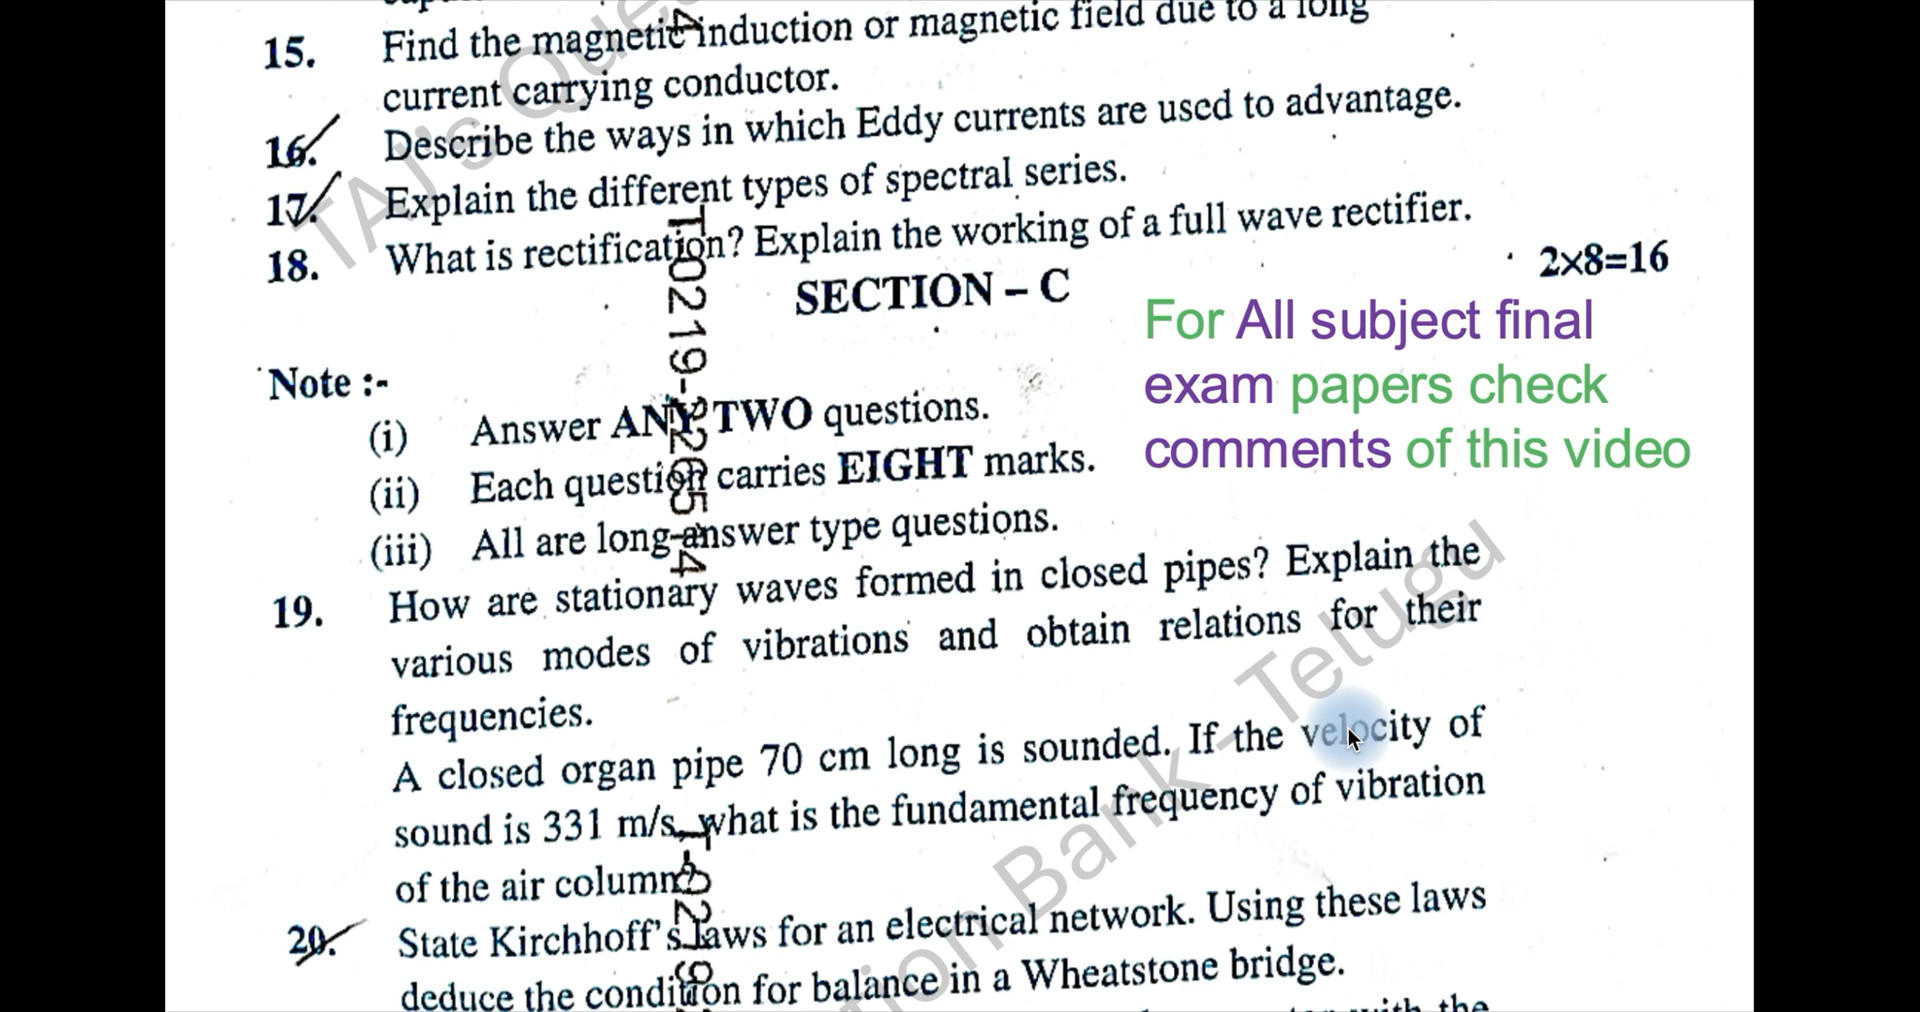 15. Find the magnetic induction or magnetic field due to a long
current carrying conductor.
16. Describe the ways in which Eddy currents are used to advantage.
17. Explain the different types of spectral series.
18. What is rectification? Explain the working of a full wave rectifier.
SECTION – C
2×8=16
For All subject final
exam papers check
comments of this video
Note :-
(i) Answer ANY TWO questions.
(ii) Each question carries EIGHT marks.
(iii) All are long answer type questions.
19. How are stationary waves formed in closed pipes? Explain the
various modes of vibrations and obtain relations for their
frequencies.
A closed organ pipe 70 cm long is sounded. If the velocity of
sound is 331 m/s, what is the fundamental frequency of vibration
of the air column?
20. State Kirchhoff's laws for an electrical network. Using these laws
deduce the condition for balance in a Wheatstone bridge.
with the
TAJ's
Bank - Telugu